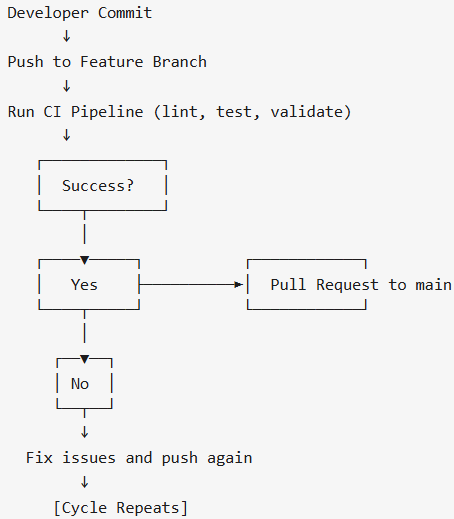 Developer Commit
Push to Feature Branch
Run CI Pipeline (lint, test, validate)
Success?
Yes
Pull Request to main
No
Fix issues and push again
[Cycle Repeats]